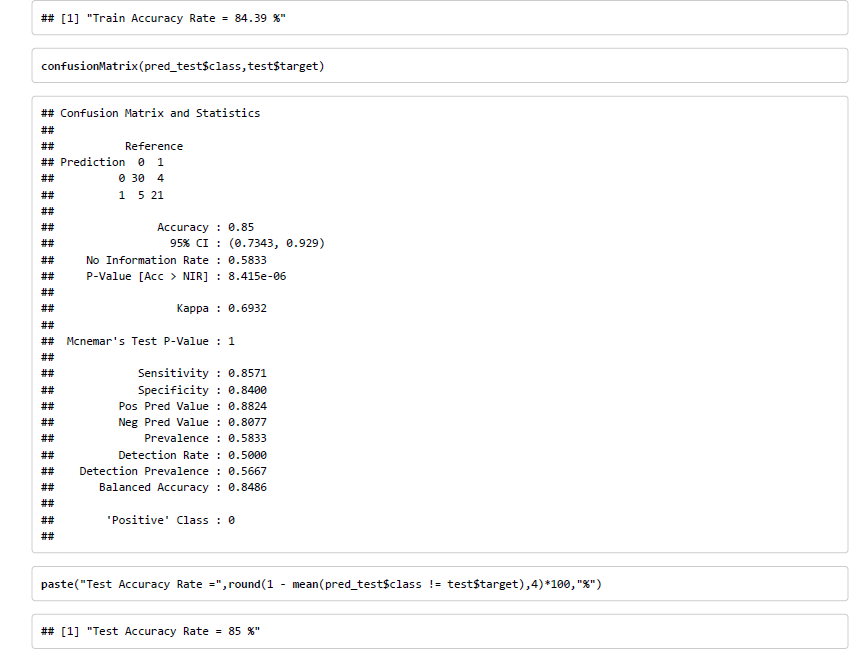 ## [1] "Train Accuracy Rate = 84.39 %"
confusionMatrix(pred_test$class,test$target)
## Confusion Matrix and Statistics
##
##           Reference
## Prediction  0  1
##          0 30  4
##          1  5 21
##
##                Accuracy : 0.85
##                  95% CI : (0.7343, 0.929)
##     No Information Rate : 0.5833
##     P-Value [Acc > NIR] : 8.415e-06
##
##                   Kappa : 0.6932
##
##  Mcnemar's Test P-Value : 1
##
##             Sensitivity : 0.8571
##             Specificity : 0.8400
##          Pos Pred Value : 0.8824
##          Neg Pred Value : 0.8077
##              Prevalence : 0.5833
##          Detection Rate : 0.5000
##    Detection Prevalence : 0.5667
##       Balanced Accuracy : 0.8486
##
##        'Positive' Class : 0
##
paste("Test Accuracy Rate =",round(1 - mean(pred_test$class != test$target),4)*100,"%")
## [1] "Test Accuracy Rate = 85 %"